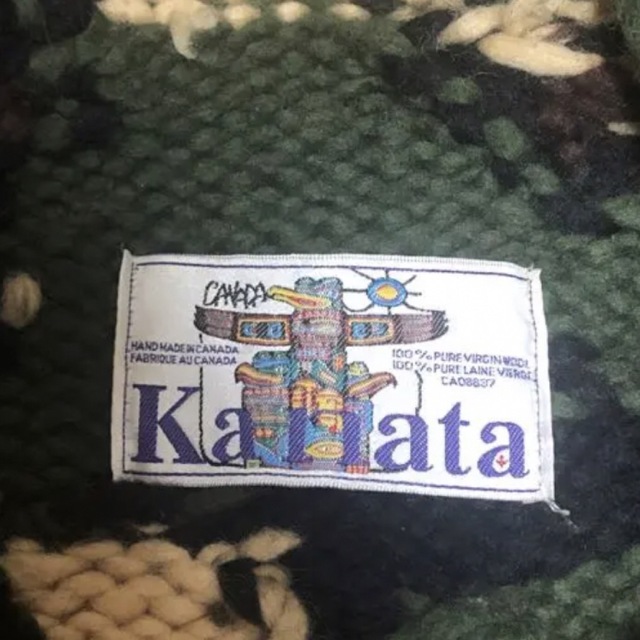 CANADA
HAND MADE IN CANADA
FABRIQUE AU CANADA
100% PURE VIRGIN WOOL
100% PURE LAINE VIERGE
CA08837
Kanata